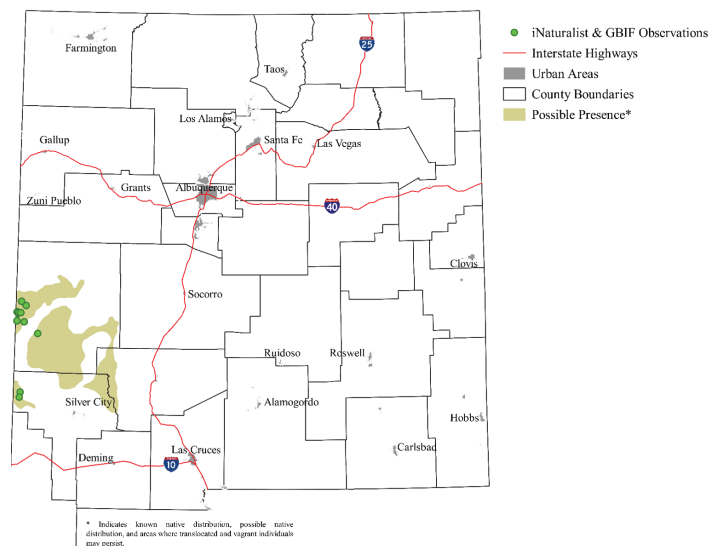 Farmington
Taos
25
Los Alamos
Santa Fe
Las Vegas
Gallup
Grants
Albuquerque
Zuni Pueblo
40
Clovis
Socorro
Ruidoso
Roswell
Silver City
Alamogordo
Hobbs
Las Cruces
Deming
10
Carlsbad
iNaturalist & GBIF Observations
Interstate Highways
Urban Areas
County Boundaries
Possible Presence*
* Indicates known native distribution, possible native
distribution, and areas where translocated and vagrant individuals
may persist.